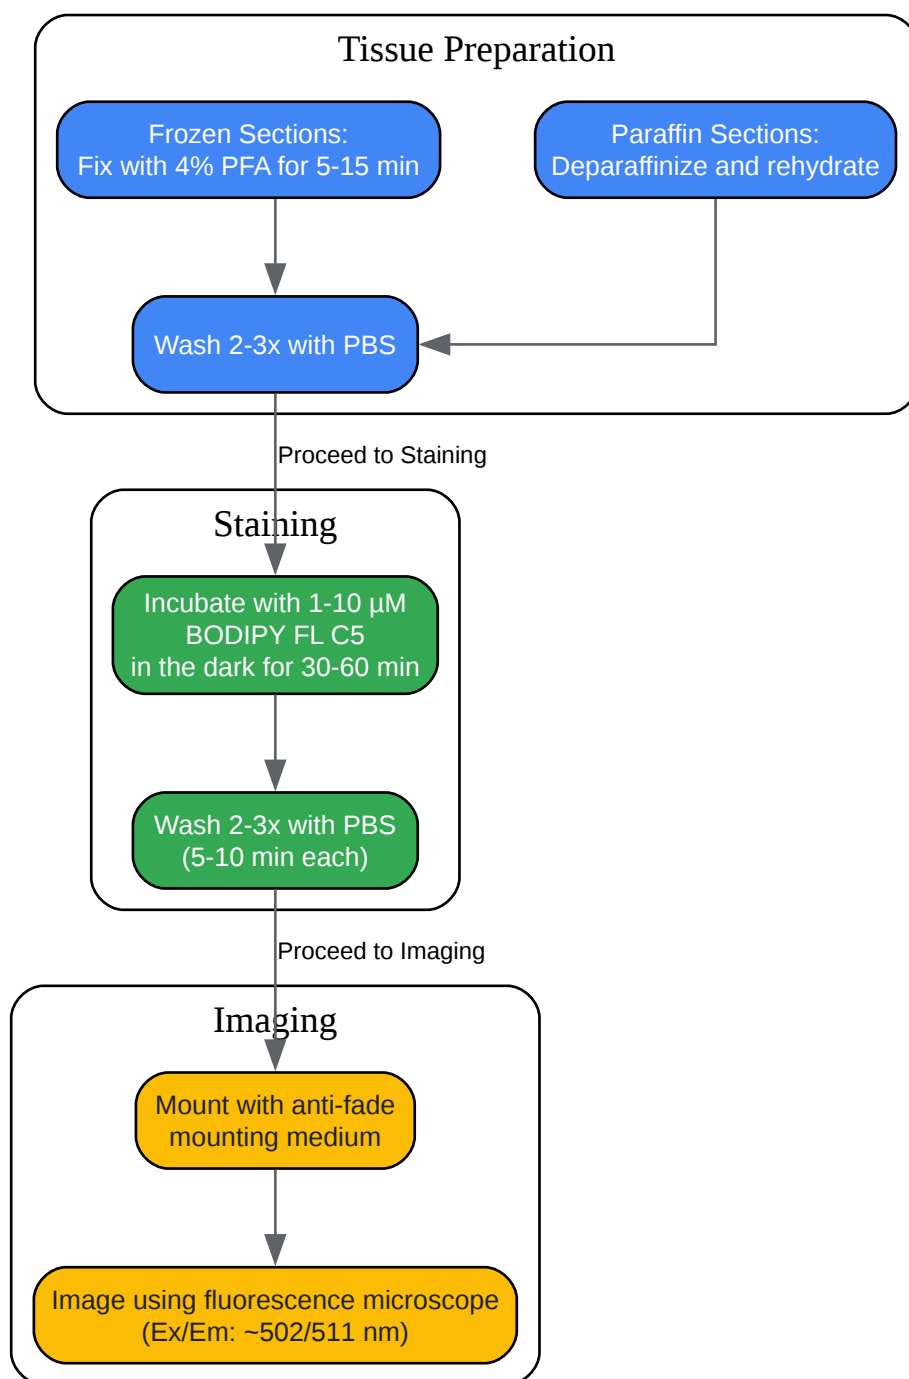 Tissue Preparation
Frozen Sections:
Fix with 4% PFA for 5-15 min
Paraffin Sections:
Deparaffinize and rehydrate
Wash 2-3x with PBS
Proceed to Staining
Staining
Incubate with 1-10 µM
BODIPY FL C5
in the dark for 30-60 min
Wash 2-3x with PBS
(5-10 min each)
Proceed to Imaging
Imaging
Mount with anti-fade
mounting medium
Image using fluorescence microscope
(Ex/Em: ~502/511 nm)